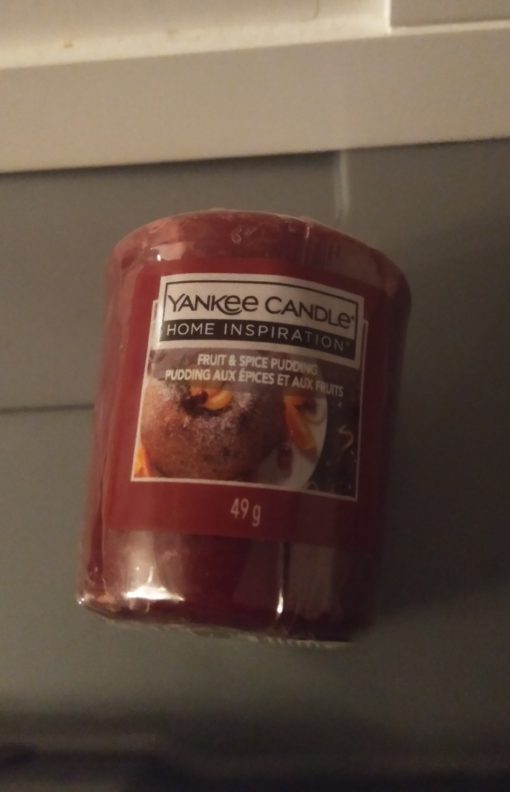 YANKee CANDLe®
HOME INSPIRATION®
FRUIT & SPICE PUDDING
PUDDING AUX ÉPICES ET AUX FRUITS
49 g